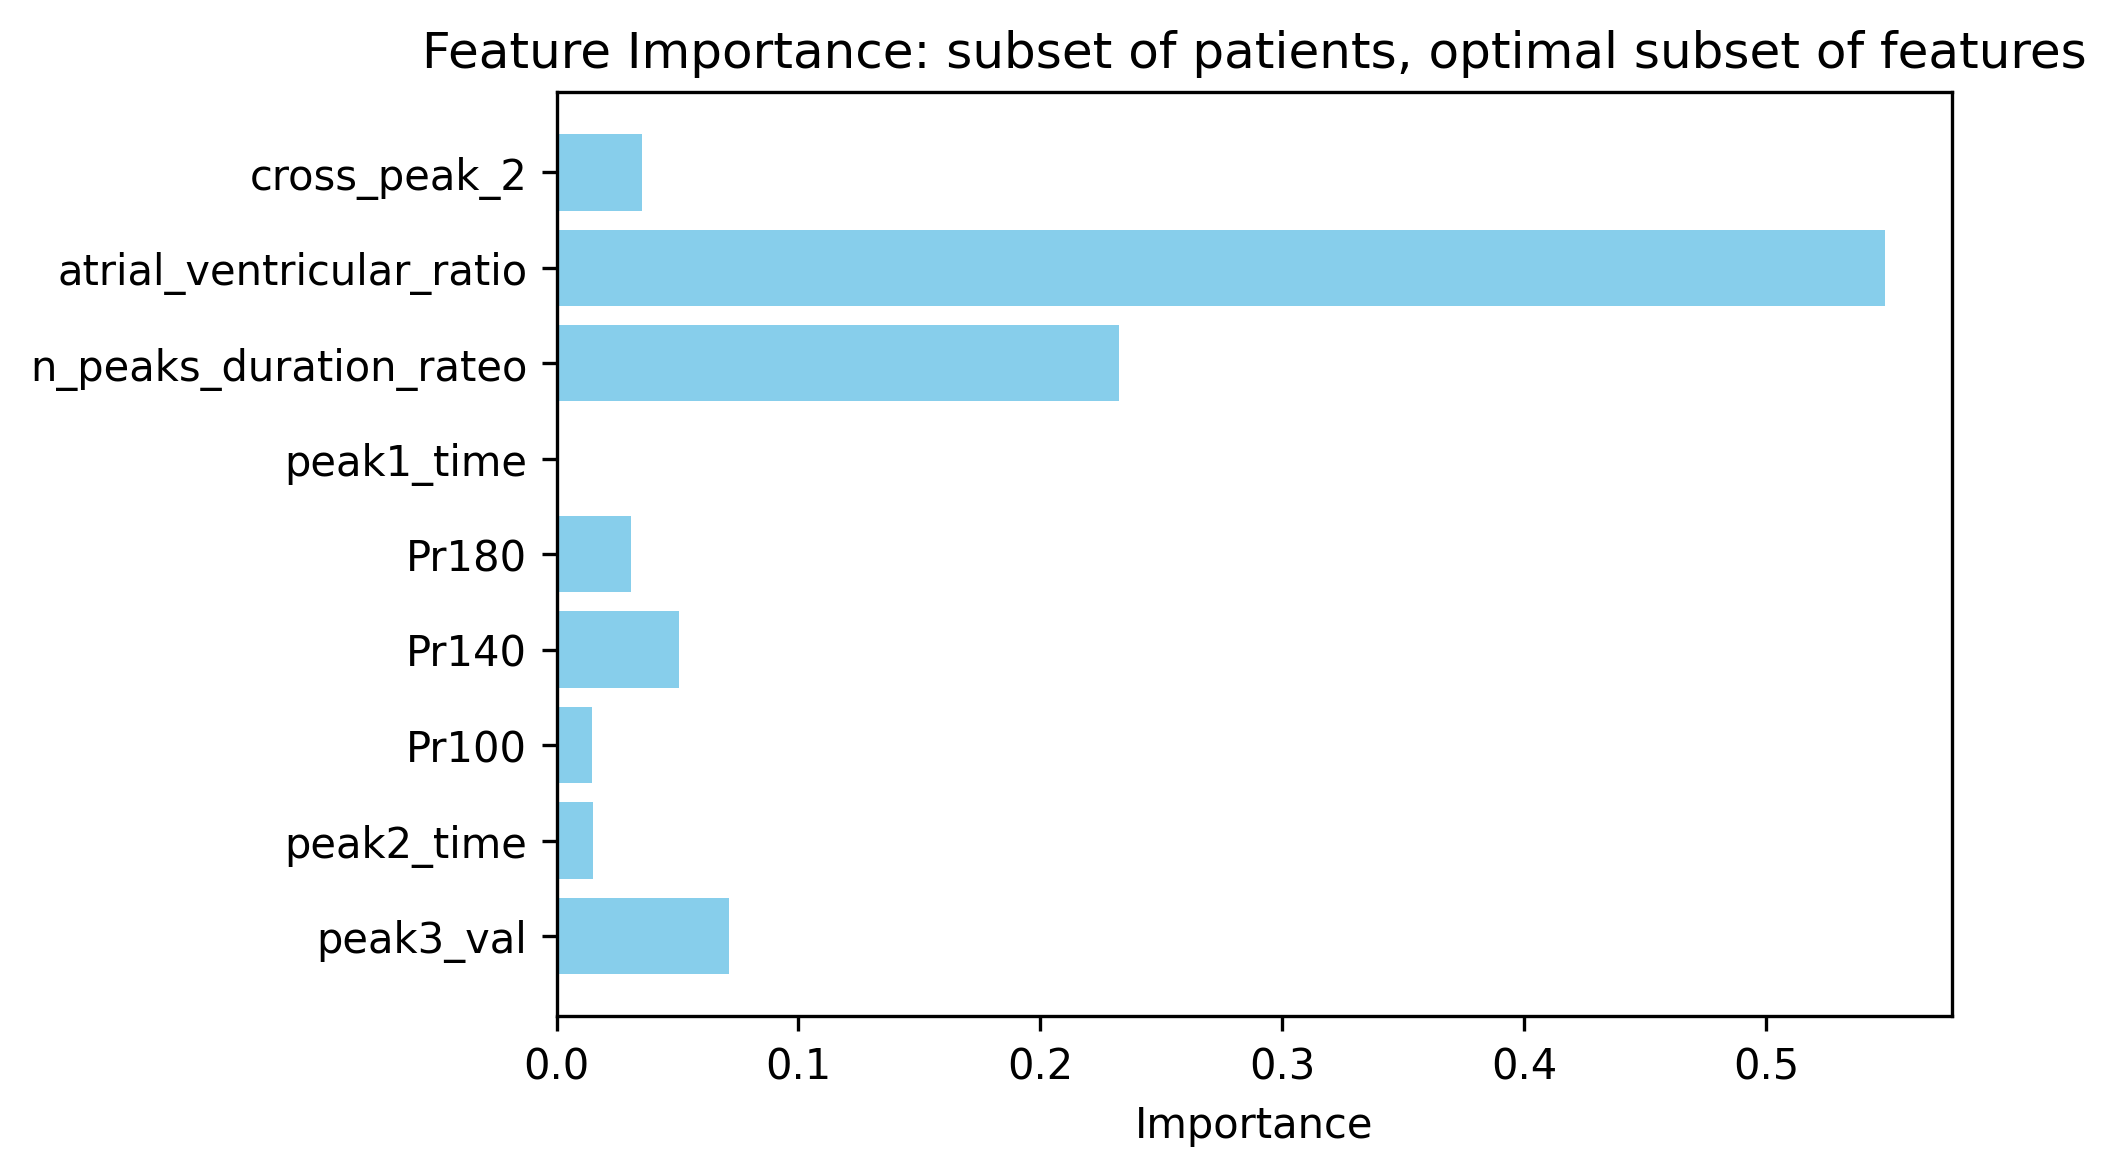 Feature Importance: subset of patients, optimal subset of features
cross_peak_2
atrial_ventricular_ratio
n_peaks_duration_rateo
peak1_time
Pr180
Pr140
Pr100
peak2_time
peak3_val
0.0 0.1 0.2 0.3 0.4 0.5
Importance